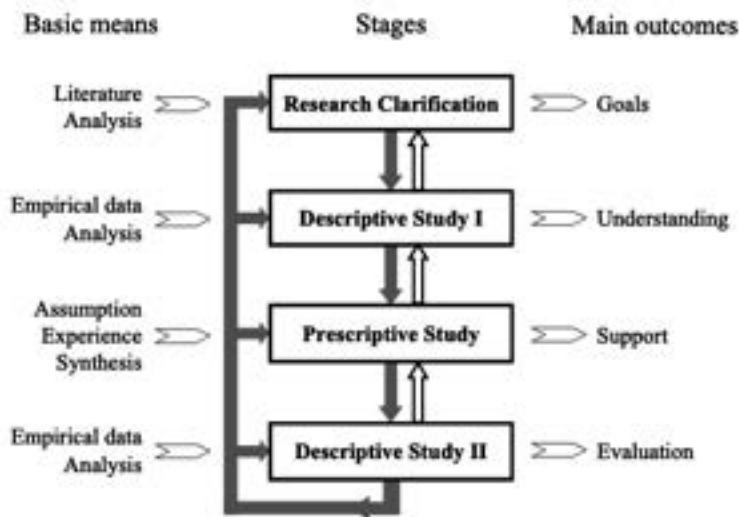 Basic means Stages Main outcomes
Literature
Analysis
Research Clarification
Goals
Empirical data
Analysis
Descriptive Study I
Understanding
Assumption
Experience
Synthesis
Prescriptive Study
Support
Empirical data
Analysis
Descriptive Study II
Evaluation